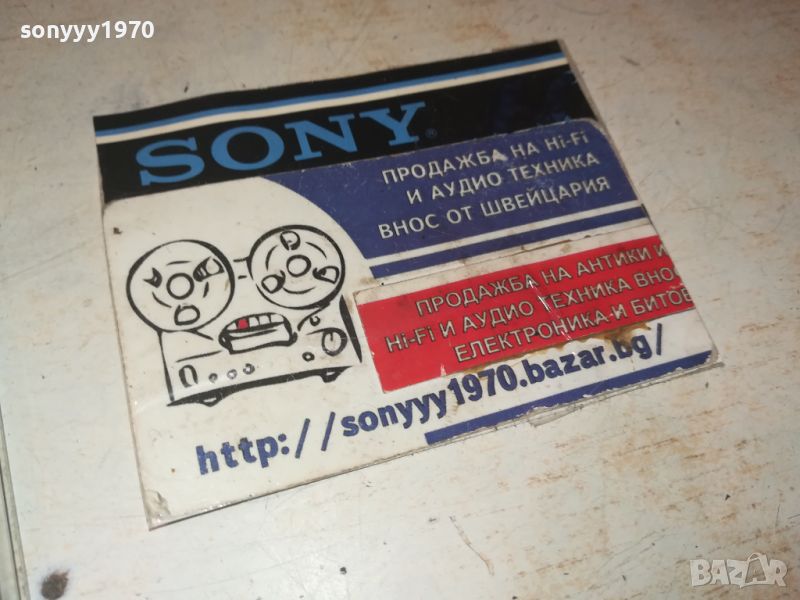 sonyyy1970
SONY®
ПРОДАЖБА НА Hi-Fi
И АУДИО ТЕХНИКА
ВНОС ОТ ШВЕЙЦАРИЯ
ПРОДАЖБА НА АНТИКИ И
Hi-Fi И АУДИО ТЕХНИКА ВНОС
ЕЛЕКТРОНИКА-И БИТОВ
http://sonyyy1970.bazar.bg/
BAZAR